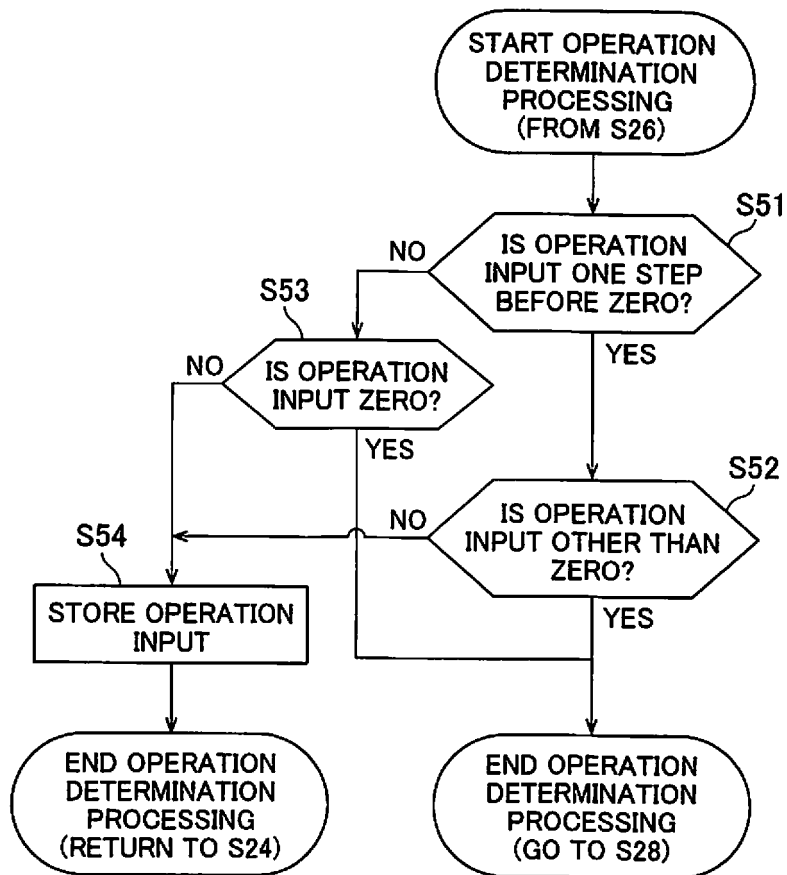 START OPERATION
DETERMINATION
PROCESSING
(FROM S26)
S51
IS OPERATION
INPUT ONE STEP
BEFORE ZERO?
NO
YES
S53
IS OPERATION
INPUT ZERO?
NO
YES
S52
IS OPERATION
INPUT OTHER THAN
ZERO?
NO
YES
S54
STORE OPERATION
INPUT
END OPERATION
DETERMINATION
PROCESSING
(RETURN TO S24)
END OPERATION
DETERMINATION
PROCESSING
(GO TO S28)